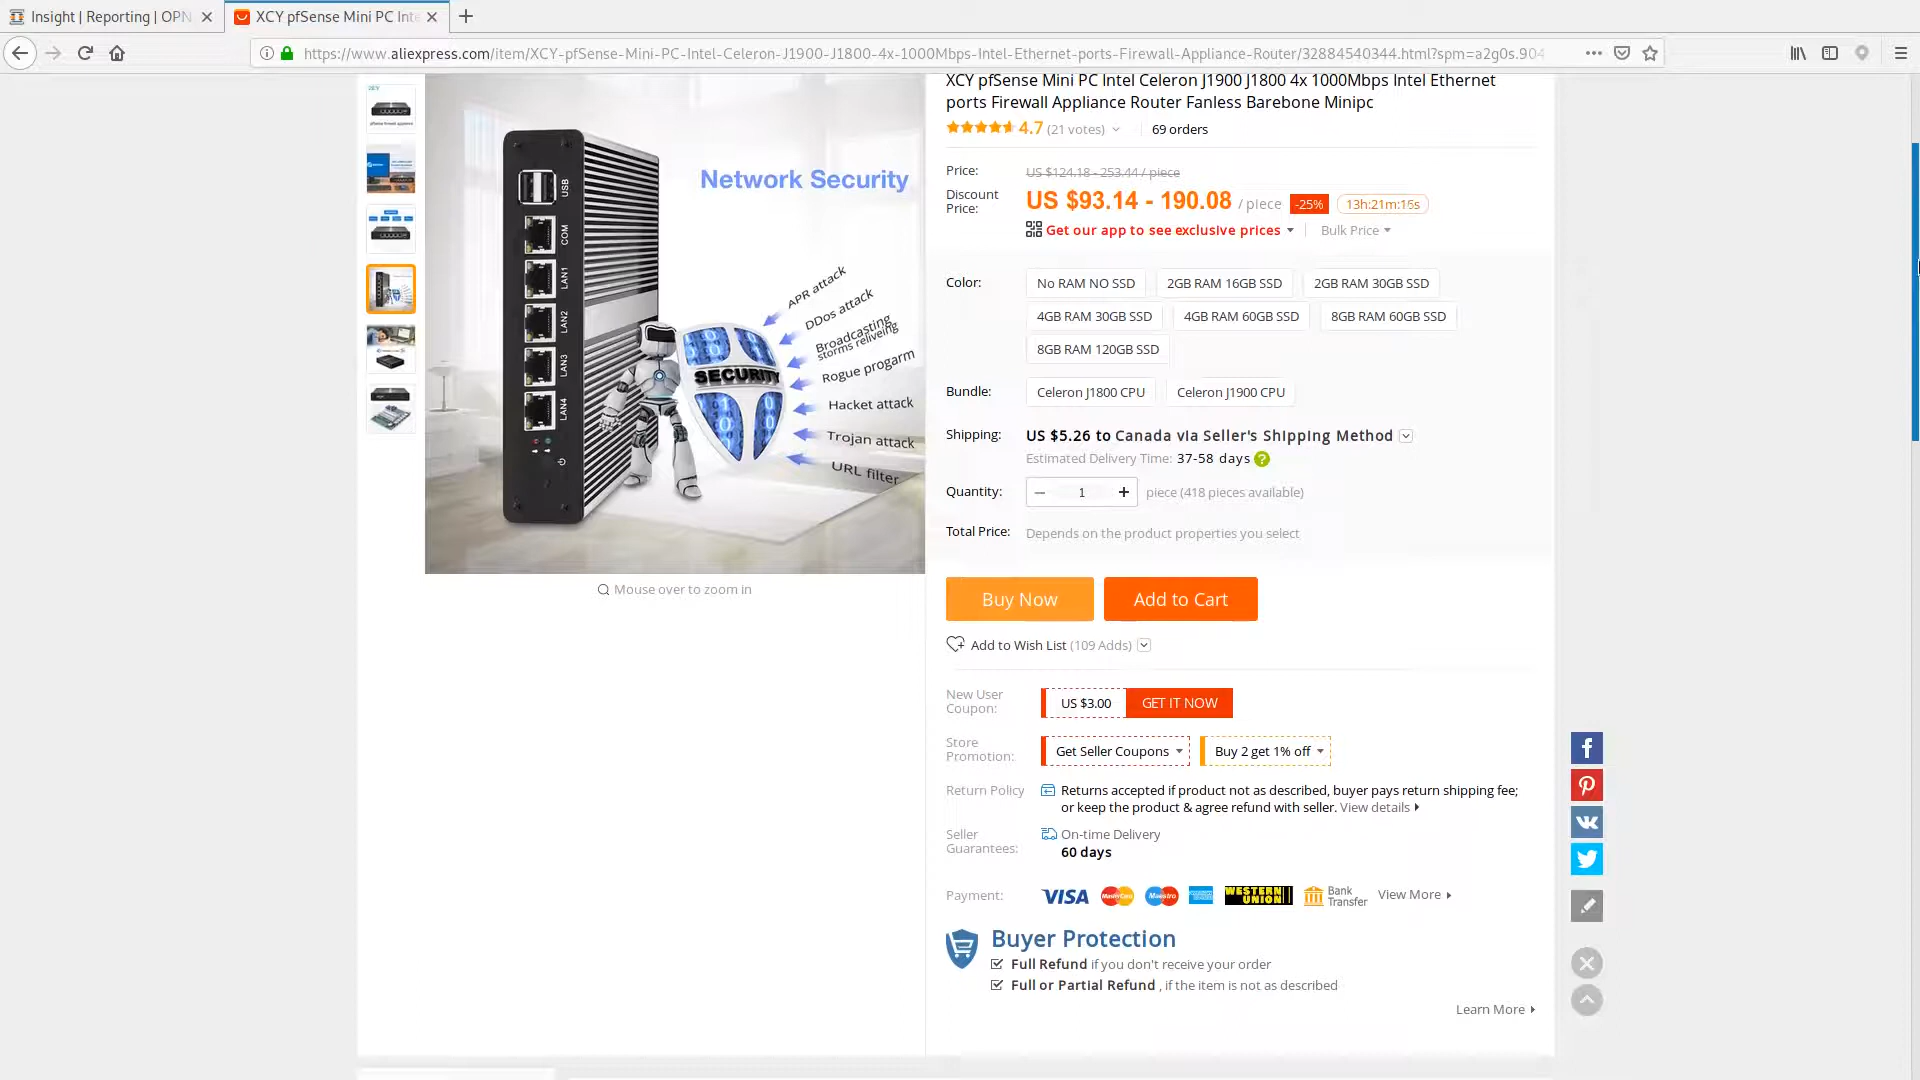 Insight | Reporting | OPN
XCY pfSense Mini PC Inte
https://www.aliexpress.com/item/XCY-pfSense-Mini-PC-Intel-Celeron-J1900-J1800-4x-1000Mbps-Intel-Ethernet-ports-Firewall-Appliance-Router/32884540344.html?spm=a2g0s.904
XCY pfSense Mini PC Intel Celeron J1900 J1800 4x 1000Mbps Intel Ethernet
ports Firewall Appliance Router Fanless Barebone Minipc
4.7 (21 votes)
69 orders
Price:
US $124.18 - 253.44 / piece
Discount
Price:
US $93.14 - 190.08 / piece
-25%
13h:21m:16s
Get our app to see exclusive prices
Bulk Price
Color:
No RAM NO SSD
2GB RAM 16GB SSD
2GB RAM 30GB SSD
4GB RAM 30GB SSD
4GB RAM 60GB SSD
8GB RAM 60GB SSD
8GB RAM 120GB SSD
Bundle:
Celeron J1800 CPU
Celeron J1900 CPU
Shipping:
US $5.26 to Canada via Seller's Shipping Method
Estimated Delivery Time: 37-58 days
Quantity:
1
piece (418 pieces available)
Total Price:
Depends on the product properties you select
Buy Now
Add to Cart
Add to Wish List (109 Adds)
New User
Coupon:
US $3.00
GET IT NOW
Store
Promotion:
Get Seller Coupons
Buy 2 get 1% off
Return Policy
Returns accepted if product not as described, buyer pays return shipping fee;
or keep the product & agree refund with seller. View details
Seller
Guarantees:
On-time Delivery
60 days
Payment:
VISA
MasterCard
Maestro
WESTERN
UNION
Bank
Transfer
View More
Buyer Protection
Full Refund if you don't receive your order
Full or Partial Refund , if the item is not as described
Learn More
Network Security
USB
COM
LAN1
LAN2
LAN3
LAN4
SECURITY
APR attack
DDos attack
Broadcasting
storms reliveing
Rogue progarm
Hacket attack
Trojan attack
URL filter
Mouse over to zoom in